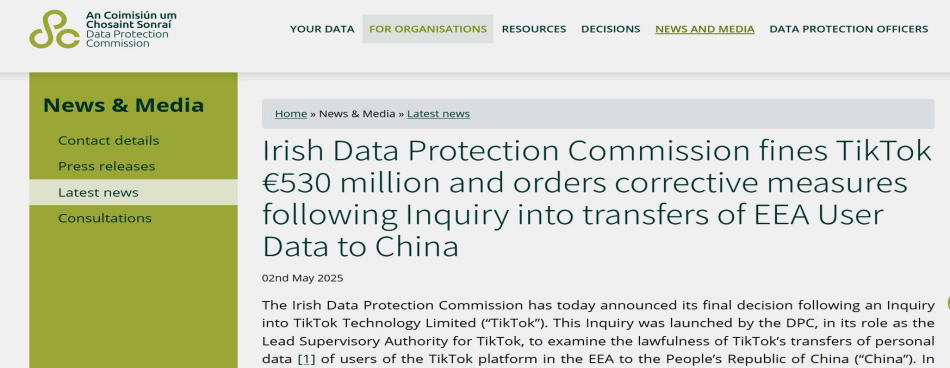 An Coimisiún um
Chosaint Sonraí
Data Protection
Commission
YOUR DATA FOR ORGANISATIONS RESOURCES DECISIONS NEWS AND MEDIA DATA PROTECTION OFFICERS
News & Media
Contact details
Press releases
Latest news
Consultations
Home » News & Media » Latest news
Irish Data Protection Commission fines TikTok
€530 million and orders corrective measures
following Inquiry into transfers of EEA User
Data to China
02nd May 2025
The Irish Data Protection Commission has today announced its final decision following an Inquiry
into TikTok Technology Limited (“TikTok”). This Inquiry was launched by the DPC, in its role as the
Lead Supervisory Authority for TikTok, to examine the lawfulness of TikTok’s transfers of personal
data [1] of users of the TikTok platform in the EEA to the People’s Republic of China (“China”). In